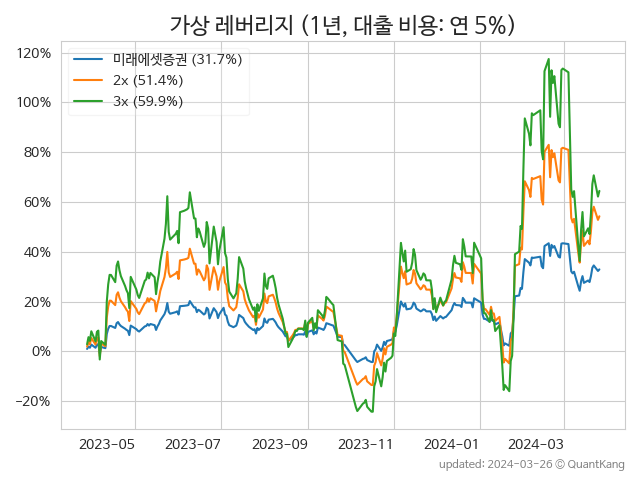 가상 레버리지 (1년, 대출 비용: 연 5%)
미래에셋증권 (31.7%)
2x (51.4%)
3x (59.9%)
120%
100%
80%
60%
40%
20%
0%
−20%
2023-05 2023-07 2023-09 2023-11 2024-01 2024-03
updated: 2024-03-26 © QuantKang